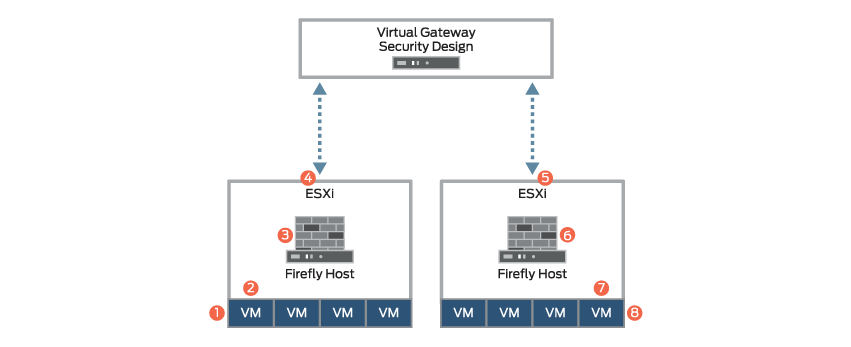 Virtual Gateway
Security Design
4
5
ESXi
ESXi
3
6
Firefly Host
Firefly Host
2
7
1
VM
VM
VM
VM
VM
VM
VM
VM
8